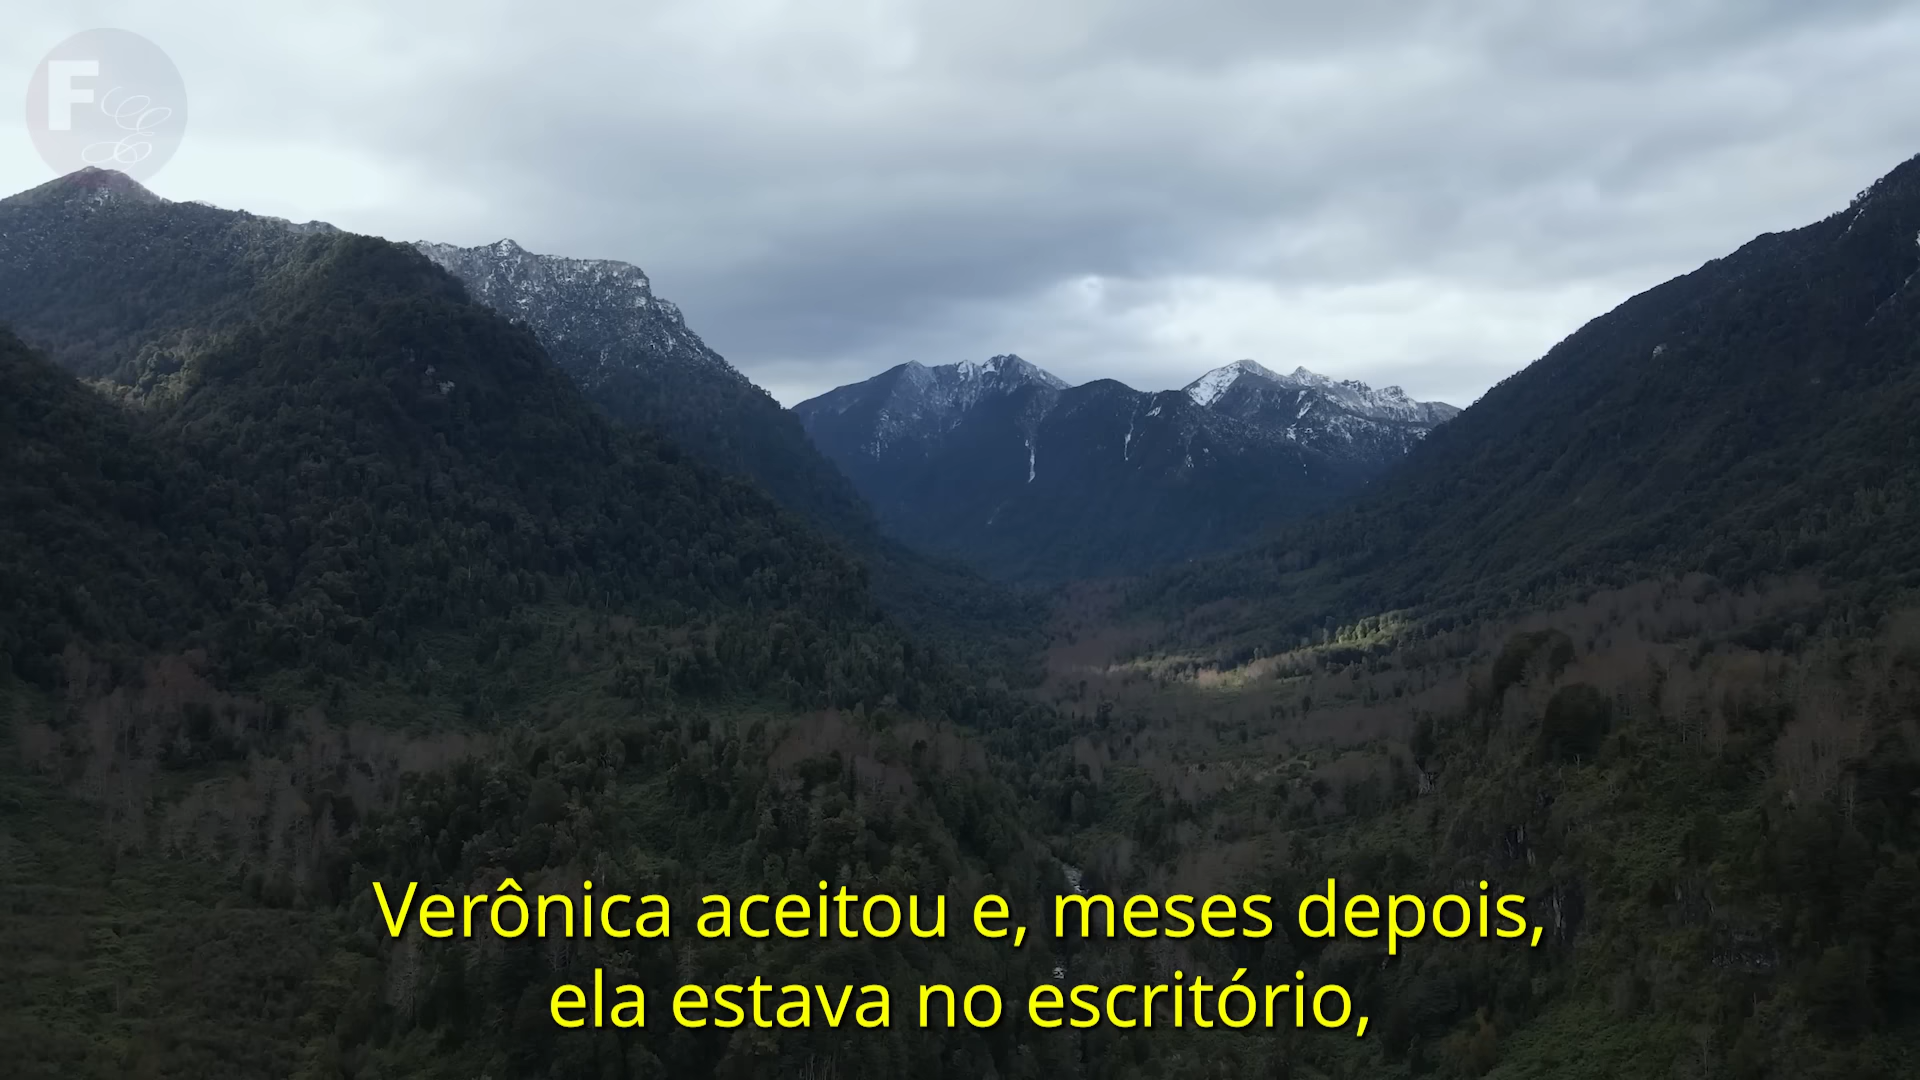 F
Verônica aceitou e, meses depois,
ela estava no escritório,